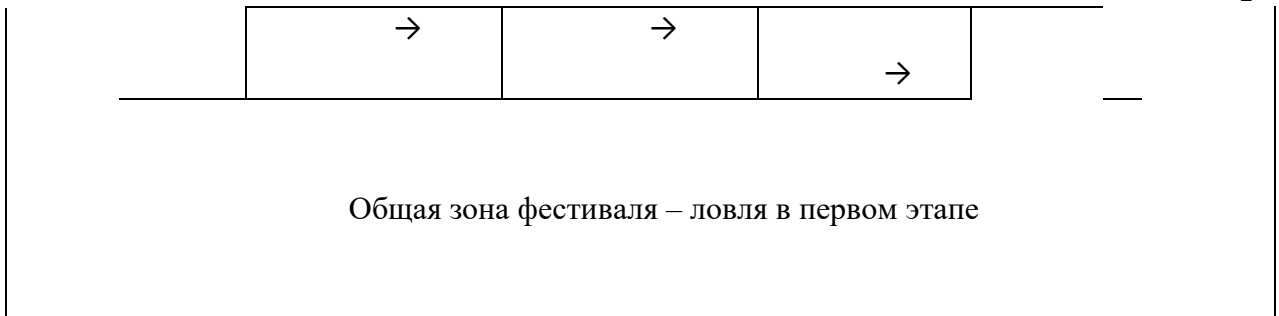 → →
→
Общая зона фестиваля – ловля в первом этапе